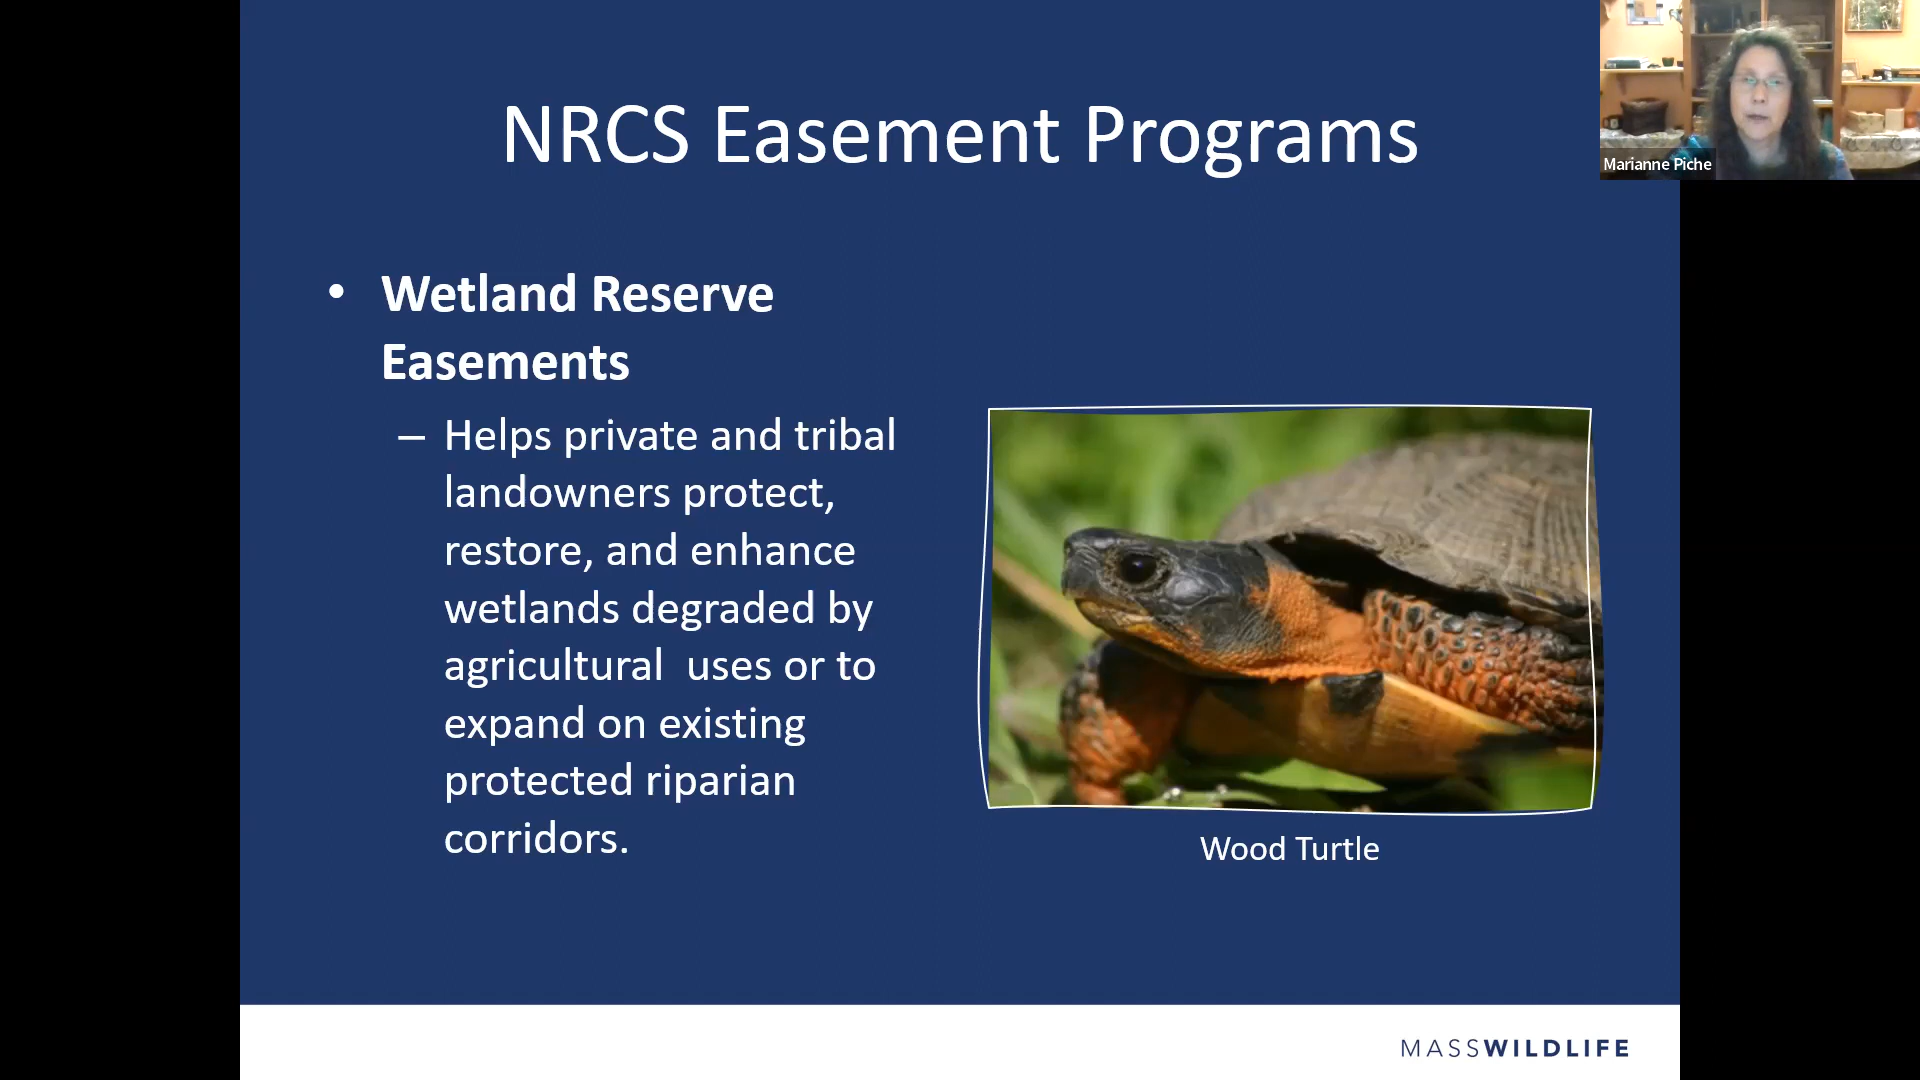 NRCS Easement Programs
Marianne Piche
• Wetland Reserve
Easements
– Helps private and tribal
landowners protect,
restore, and enhance
wetlands degraded by
agricultural  uses or to
expand on existing
protected riparian
corridors.
Wood Turtle
MASSWILDLIFE